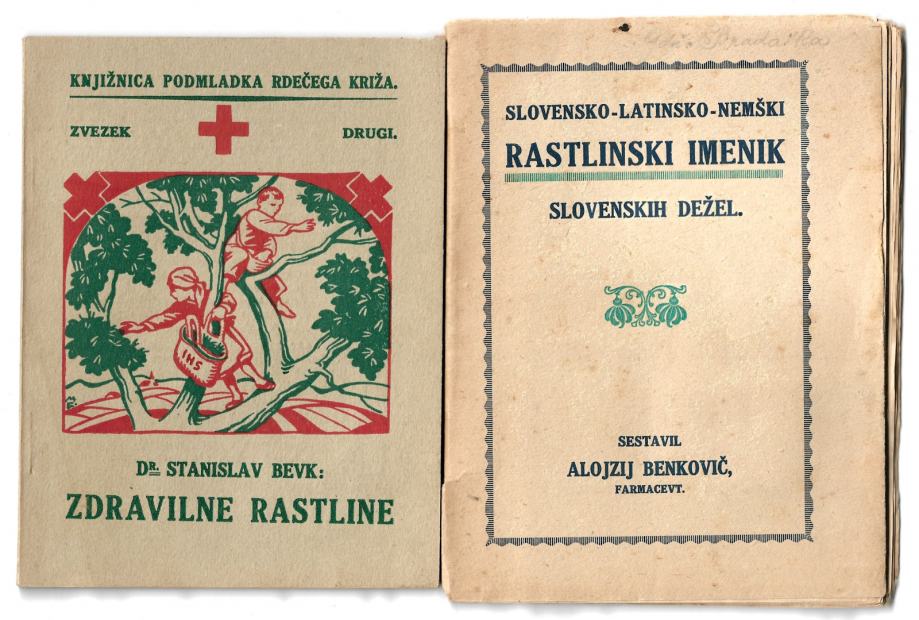 KNJIŽNICA PODMLADKA RDEČEGA KRIŽA.
ZVEZEK DRUGI.
IHS
DR. STANISLAV BEVK:
ZDRAVILNE RASTLINE
SLOVENSKO-LATINSKO-NEMŠKI
RASTLINSKI IMENIK
SLOVENSKIH DEŽEL.
SESTAVIL
ALOJZIJ BENKOVIČ,
FARMACEVT.